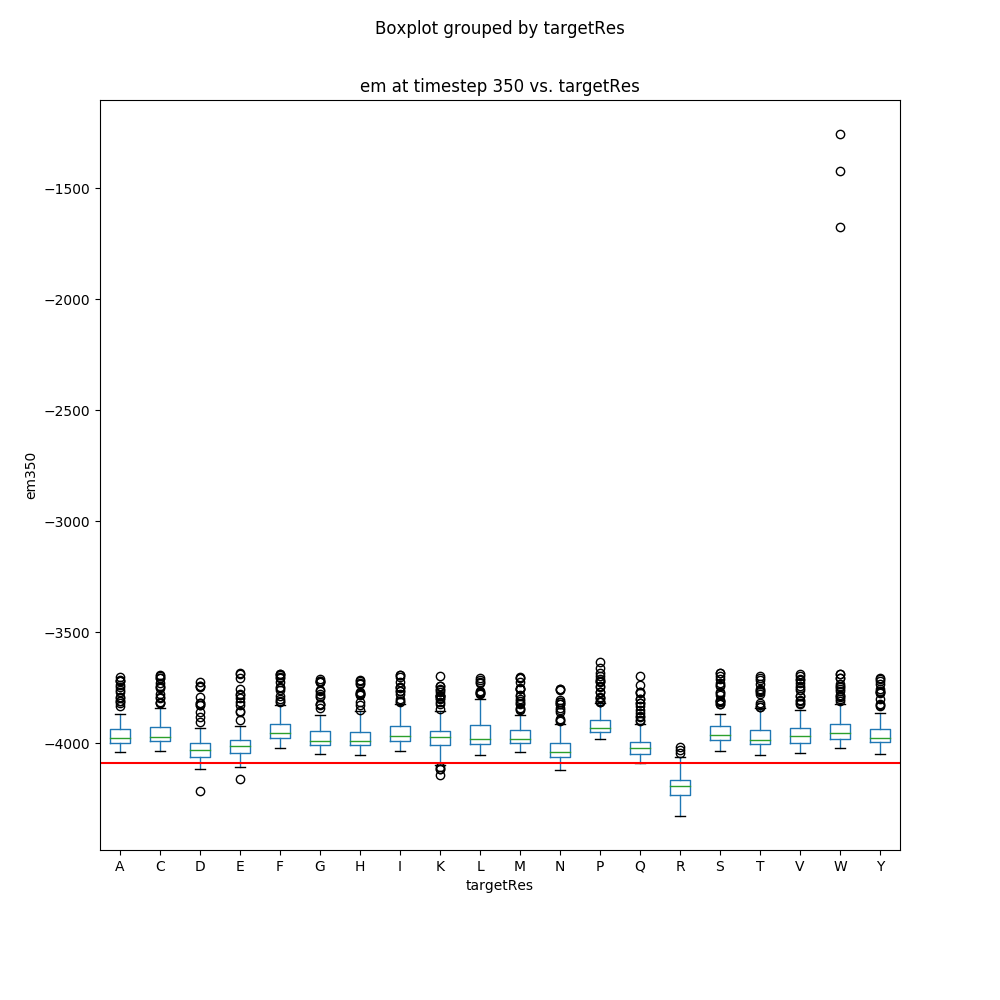 Boxplot grouped by targetRes
em at timestep 350 vs. targetRes
−1500
−2000
−2500
−3000
−3500
−4000
em350
A C D E F G H I K L M N P Q R S T V W Y
targetRes